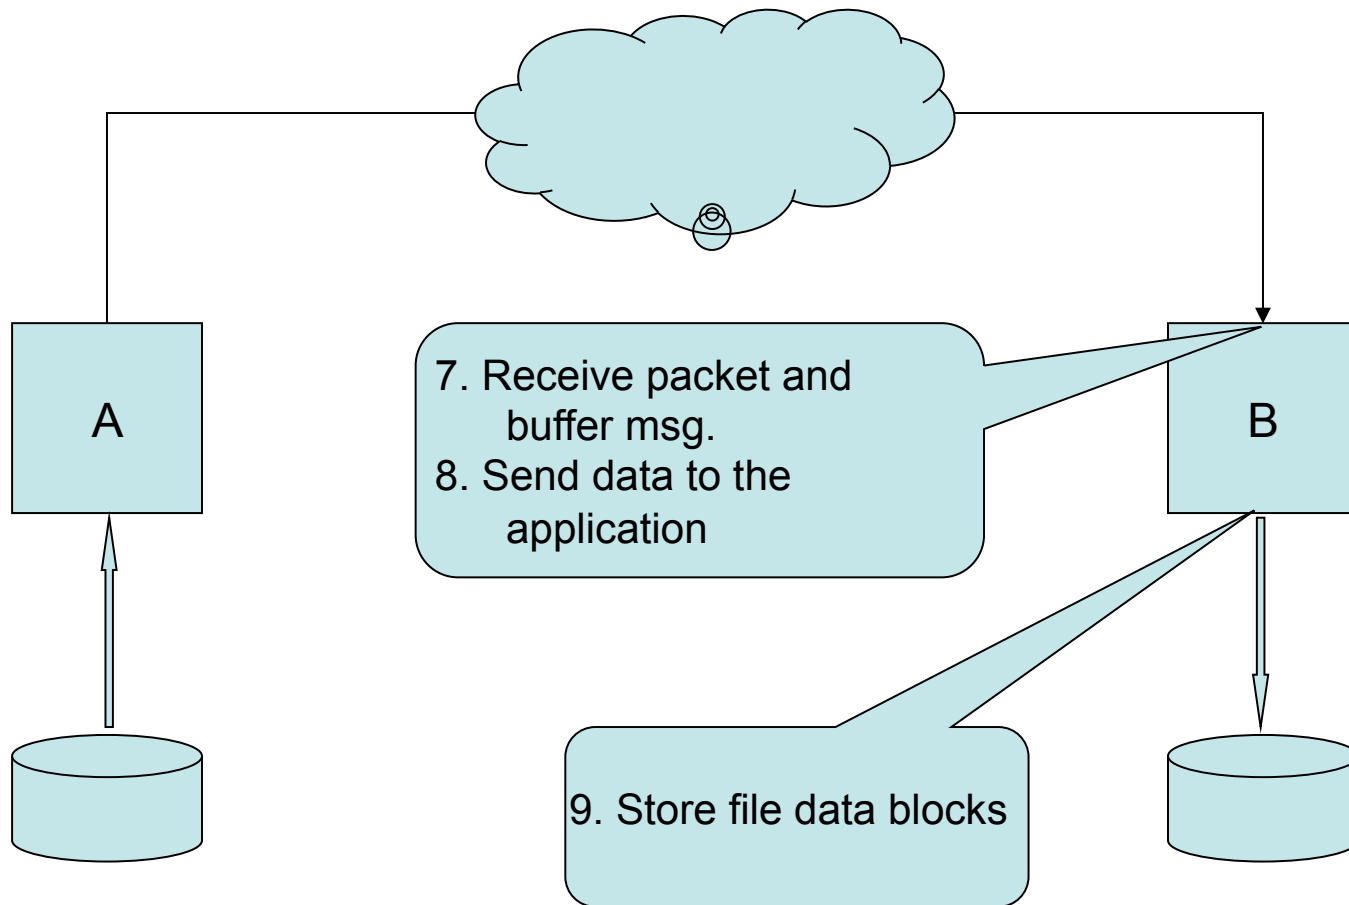 A
7. Receive packet and
buffer msg.
8. Send data to the
application
B
9. Store file data blocks